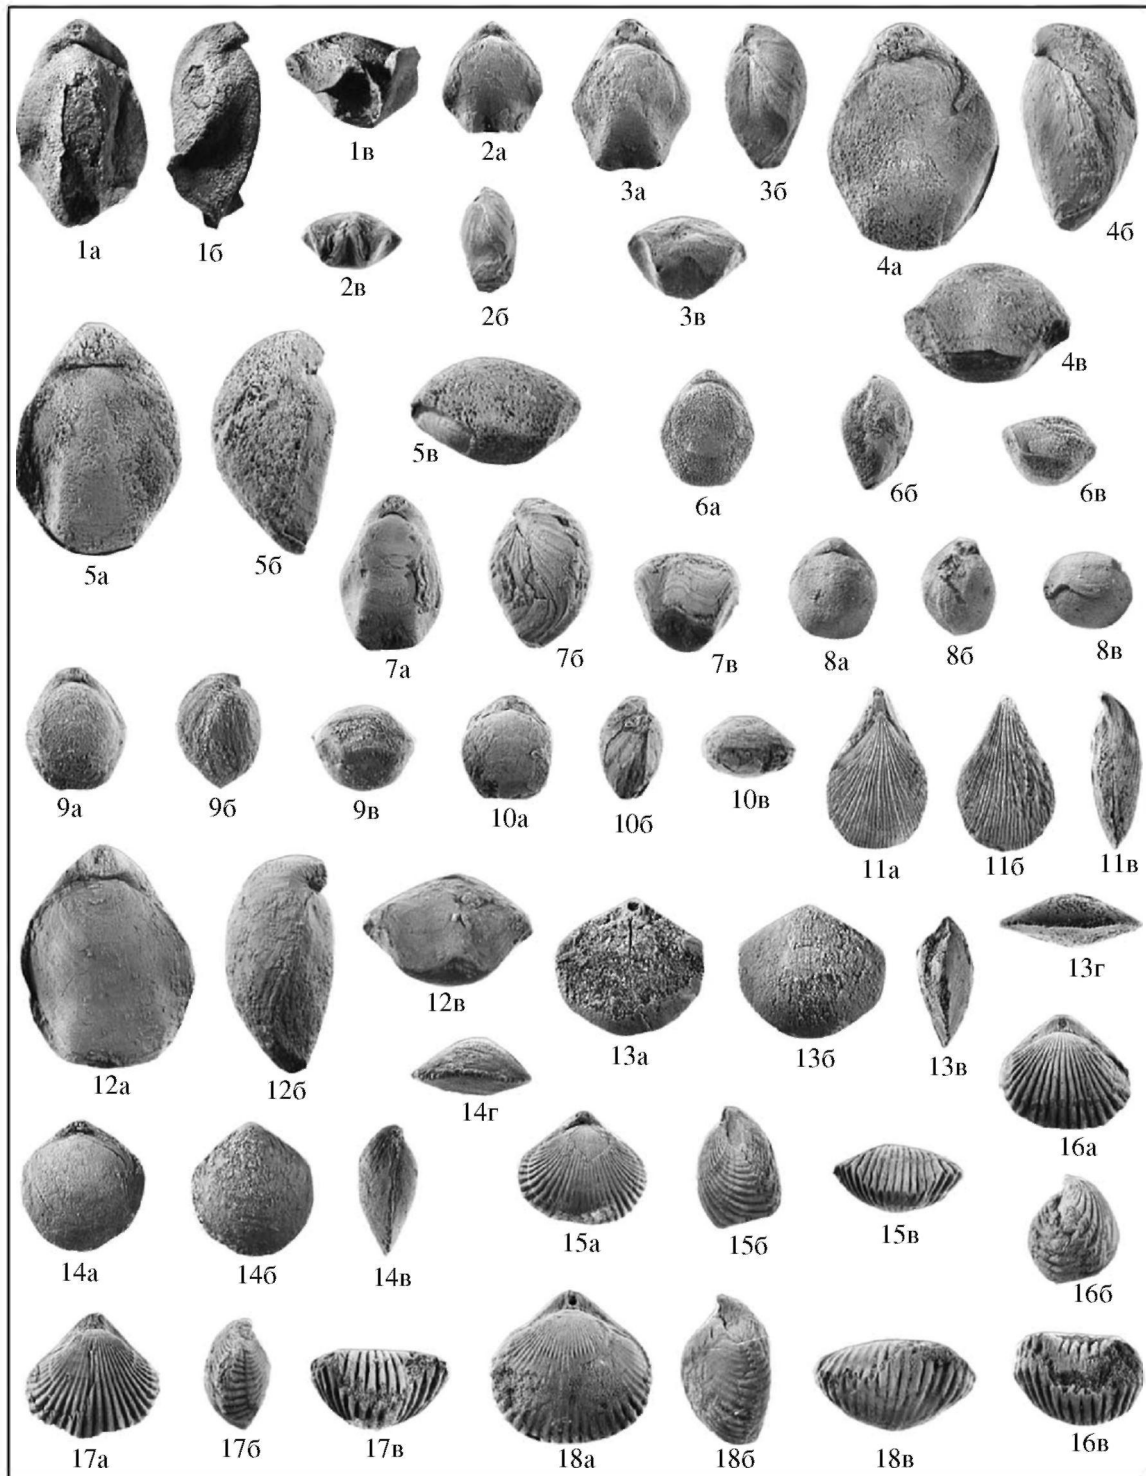 1а 1б 1в 2а 3а 3б 4а 4б
2в 2б 3в 4в
5а 5б 5в 6а 6б 6в
7а 7б 7в 8а 8б 8в
9а 9б 9в 10а 10б 10в 11а 11б 11в
12а 12б 12в 13а 13б 13в 13г
14г 16а
14а 14б 14в 15а 15б 15в 16б
17а 17б 17в 18а 18б 18в 16в